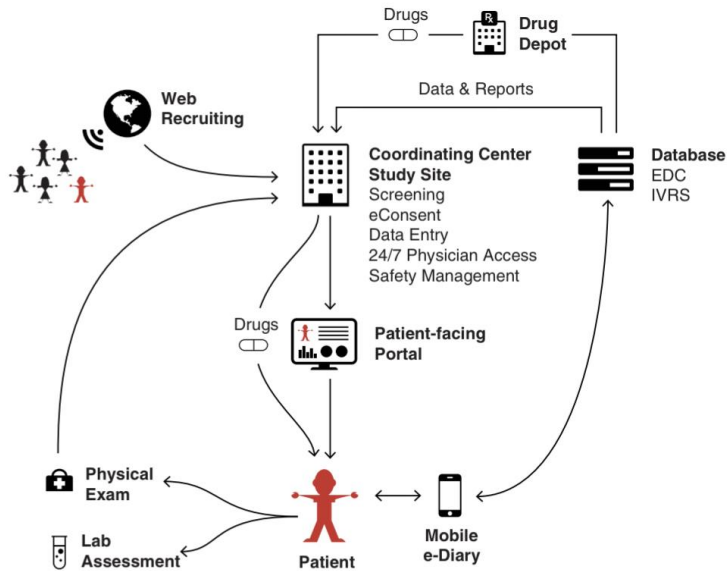 Drugs
Rx
Drug
Depot
Data & Reports
Web
Recruiting
Coordinating Center
Study Site
Screening
eConsent
Data Entry
24/7 Physician Access
Safety Management
Database
EDC
IVRS
Drugs
Patient-facing
Portal
Physical
Exam
Lab
Assessment
Patient
Mobile
e-Diary